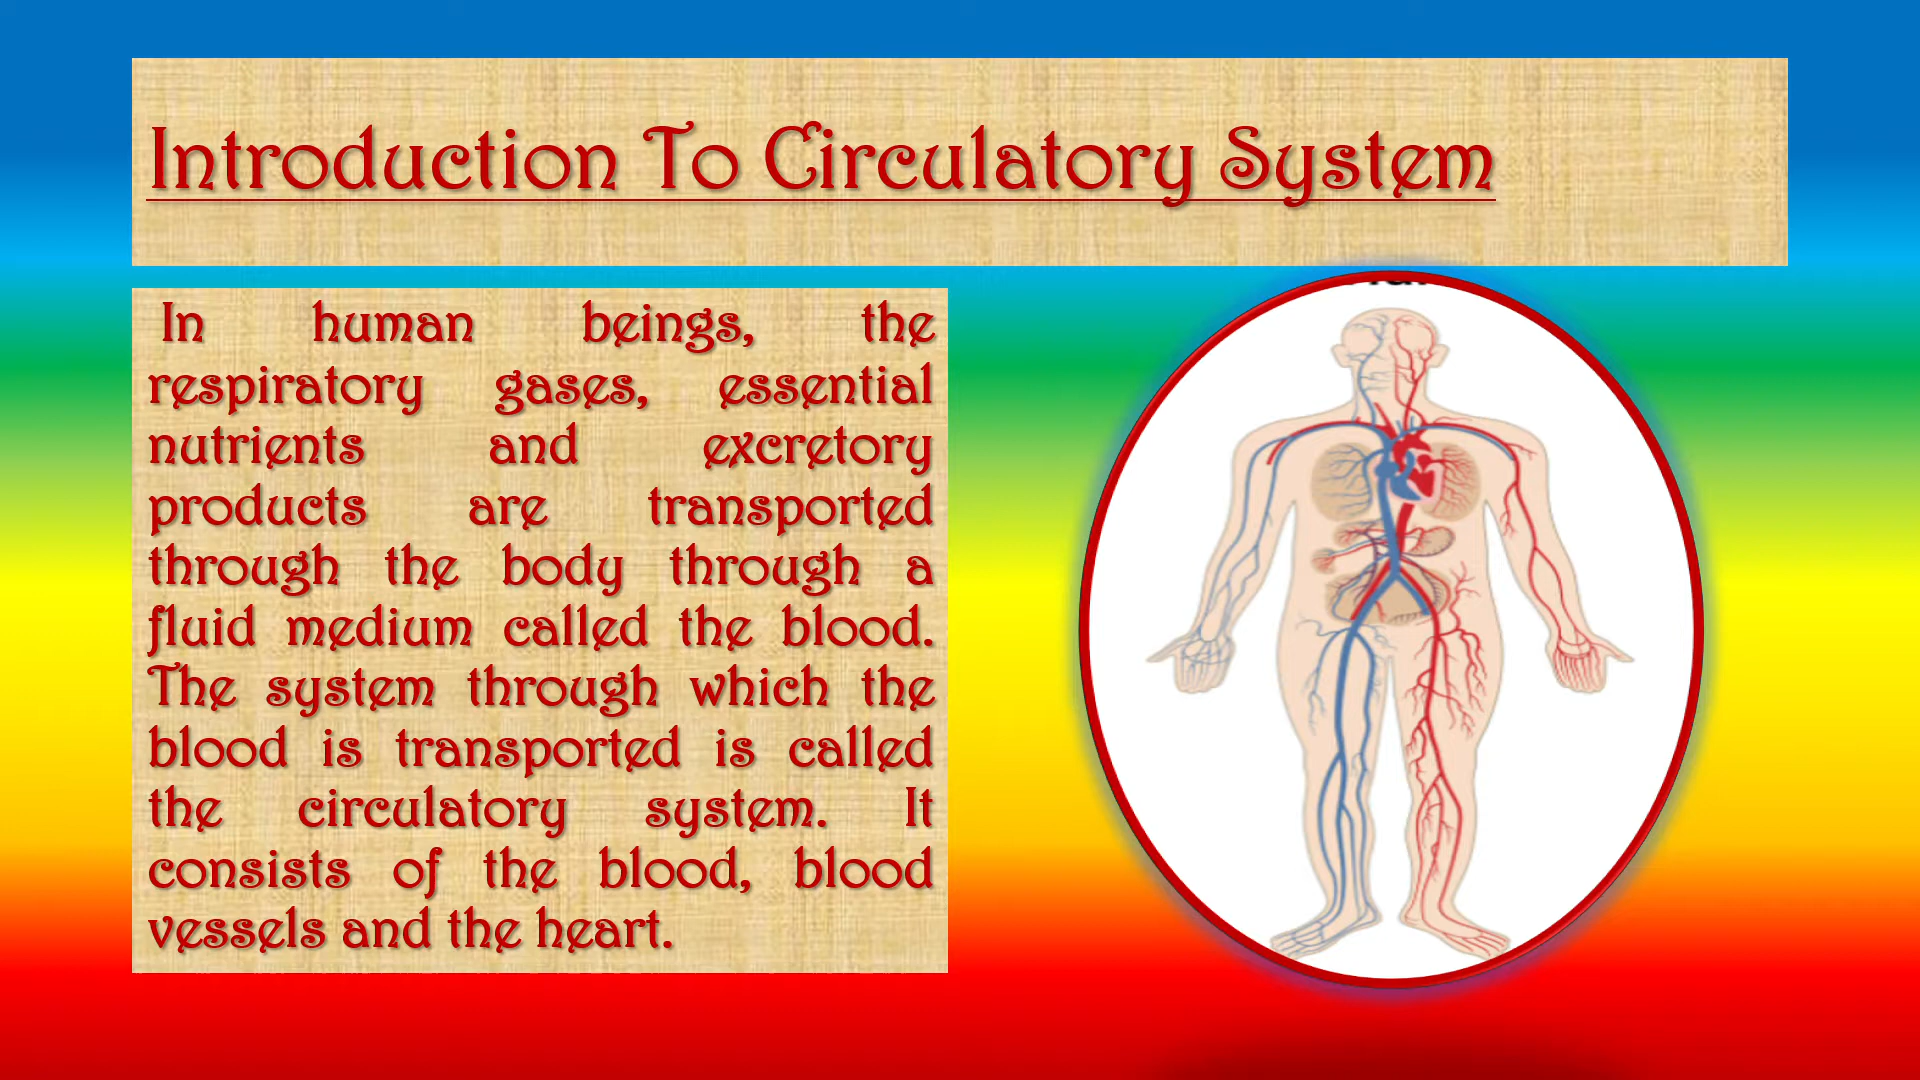 Introduction To Circulatory System
In human beings, the
respiratory gases, essential
nutrients and excretory
products are transported
through the body through a
fluid medium called the blood.
The system through which the
blood is transported is called
the circulatory system. It
consists of the blood, blood
vessels and the heart.